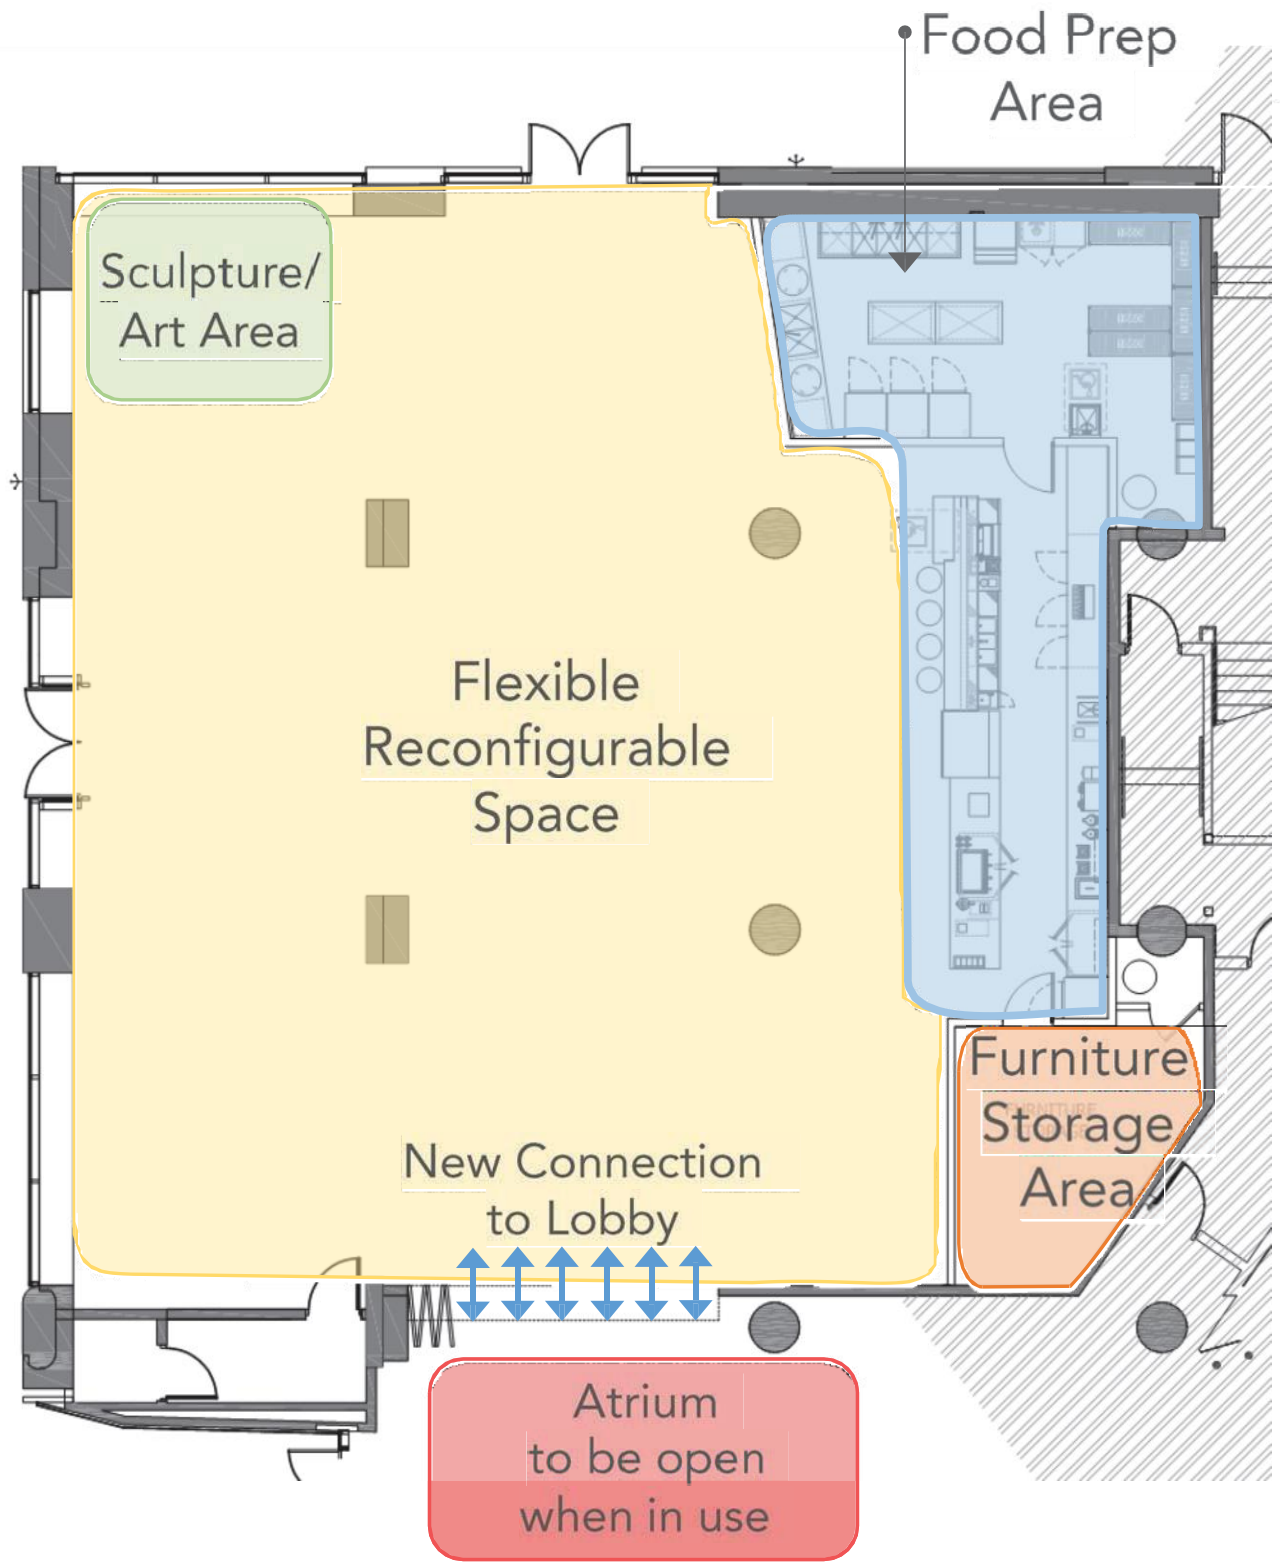 Food Prep
Area
Sculpture/
Art Area
Flexible
Reconfigurable
Space
New Connection
to Lobby
Furniture
Storage
Area
Atrium
to be open
when in use